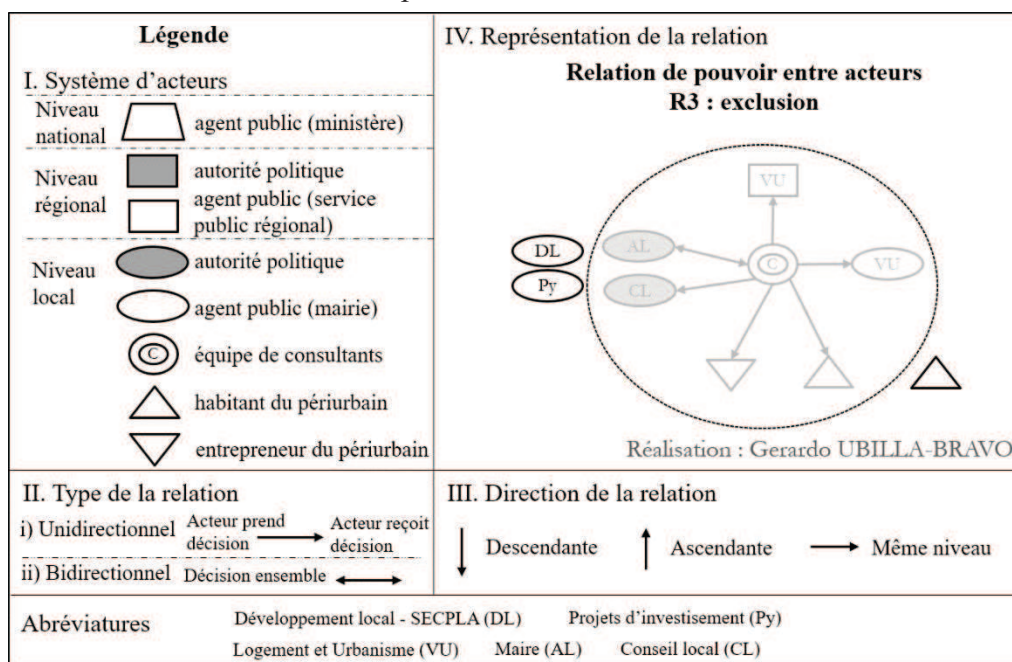 Légende
I. Système d'acteurs
Niveau national
agent public (ministère)
Niveau régional
autorité politique
agent public (service
public régional)
Niveau local
autorité politique
agent public (mairie)
C
équipe de consultants
habitant du périurbain
entrepreneur du périurbain
IV. Représentation de la relation
Relation de pouvoir entre acteurs
R3 : exclusion
VU
DL
AL
C
VU
Py
CL
Réalisation : Gerardo UBILLA-BRAVO
II. Type de la relation
i) Unidirectionnel
Acteur prend
décision
Acteur reçoit
décision
ii) Bidirectionnel
Décision ensemble
III. Direction de la relation
Descendante
Ascendante
Même niveau
Abréviatures
Développement local - SECPLA (DL)
Projets d'investisement (Py)
Logement et Urbanisme (VU)
Maire (AL)
Conseil local (CL)